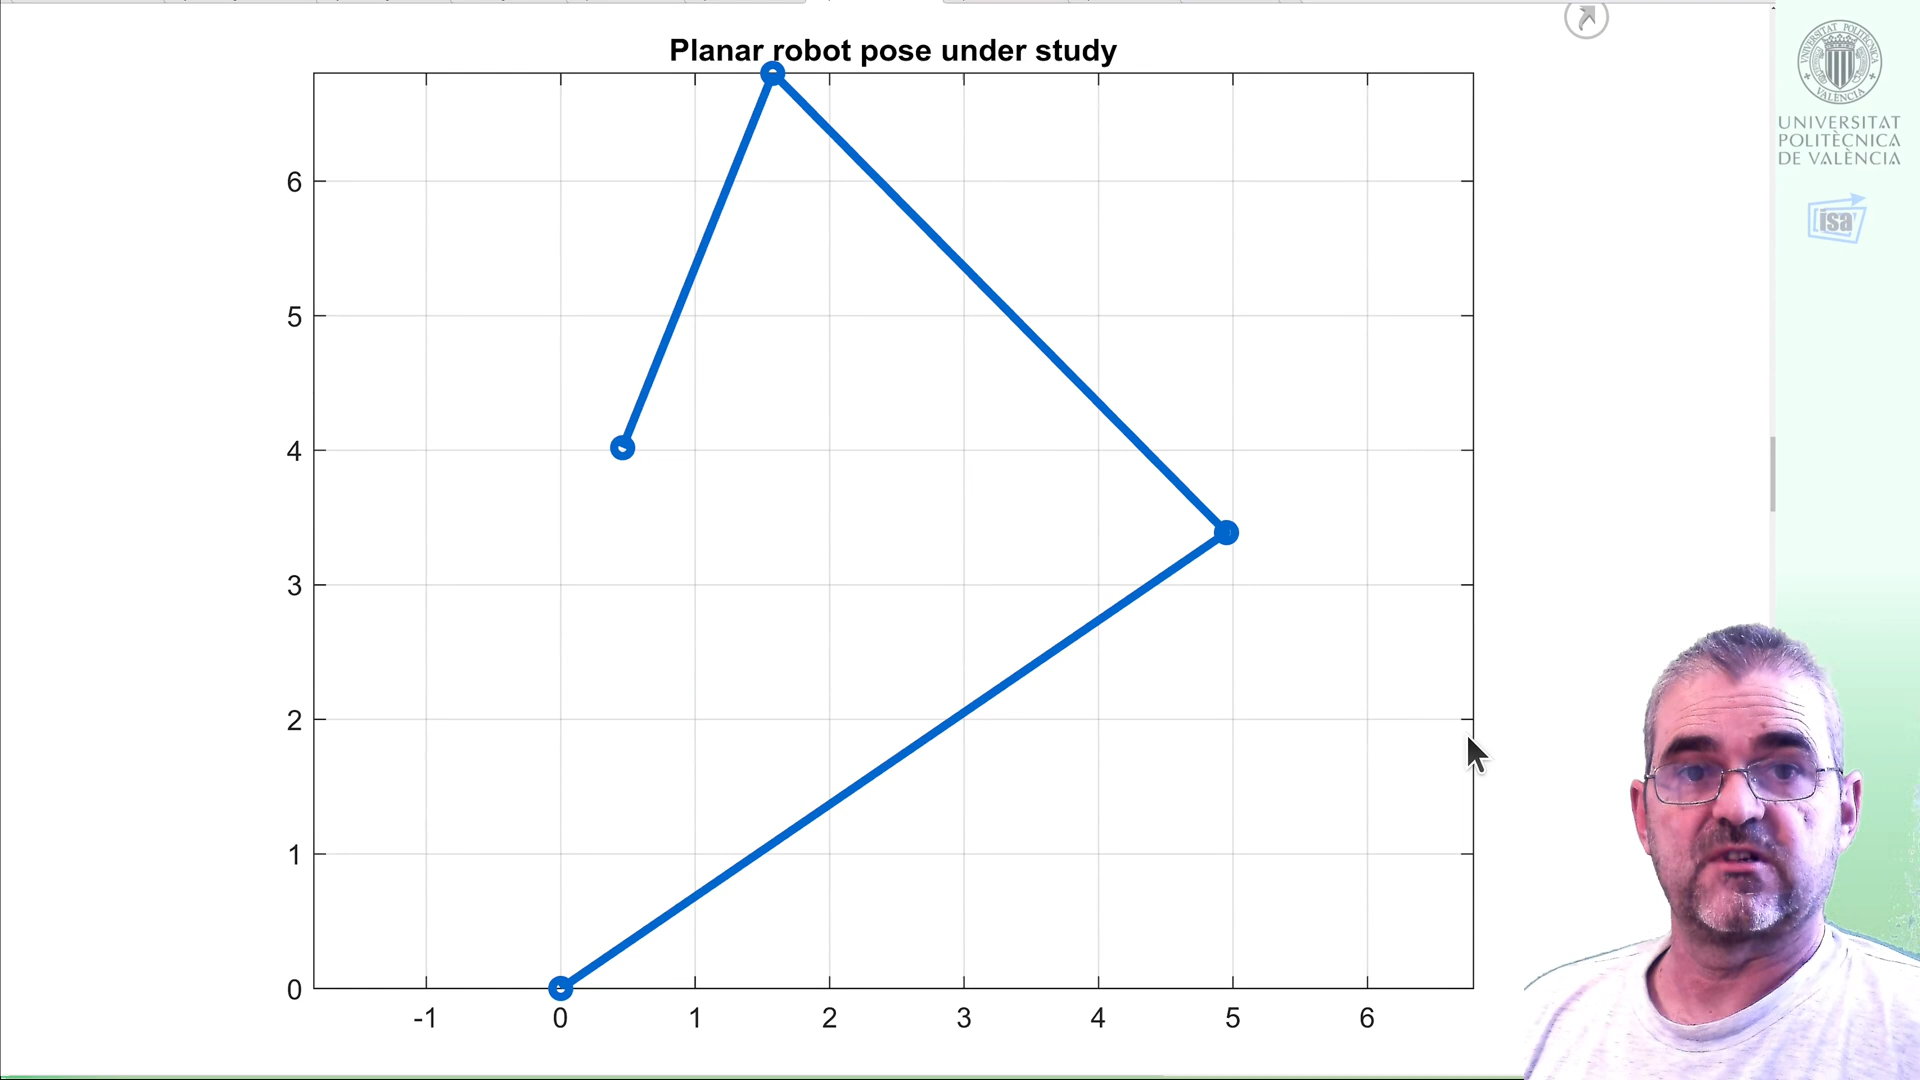 Planar robot pose under study
6
5
4
3
2
1
0
-1 0 1 2 3 4 5 6
UNIVERSITAT
POLITÈCNICA
DE VALÈNCIA
isa